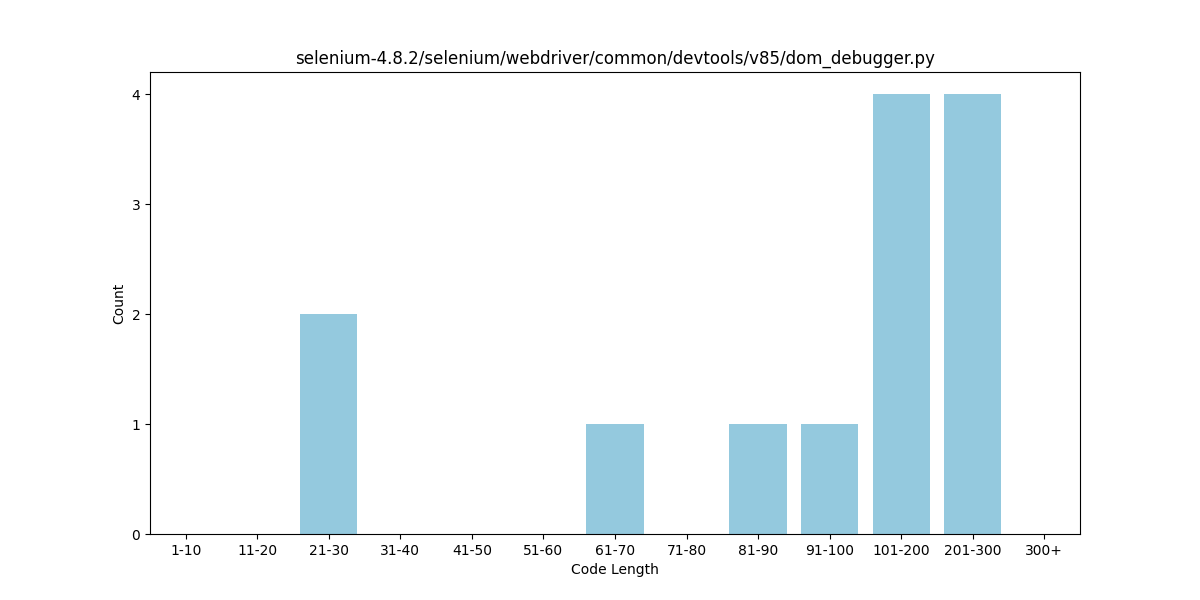 selenium-4.8.2/selenium/webdriver/common/devtools/v85/dom_debugger.py
4
3
2
1
0
Count
1-10 11-20 21-30 31-40 41-50 51-60 61-70 71-80 81-90 91-100 101-200 201-300 300+
Code Length